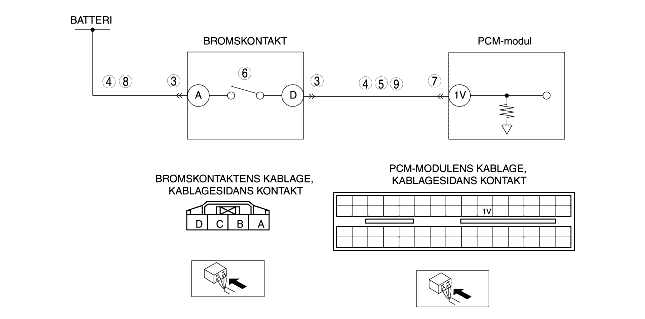 BATTERI
BROMSKONTAKT
PCM-modul
4 8 3 A 6 D 3 4 5 9 7 1V
BROMSKONTAKTENS KABLAGE,
KABLAGESIDANS KONTAKT
D C B A
PCM-MODULENS KABLAGE,
KABLAGESIDANS KONTAKT
1V